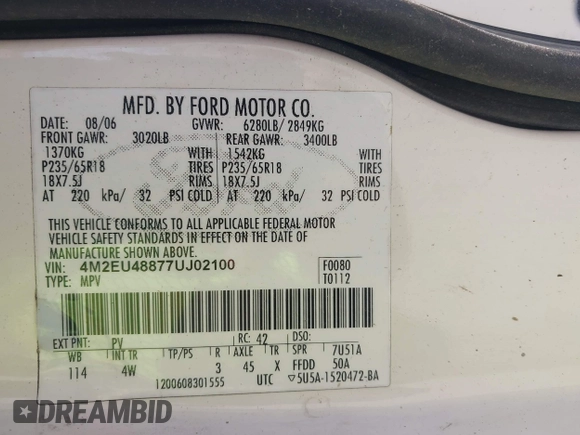 MFD. BY FORD MOTOR CO.
DATE: 08/06 GVWR: 6280LB/ 2849KG
FRONT GAWR: 3020LB REAR GAWR: 3400LB
1370KG WITH 1542KG WITH
P235/65R18 TIRES P235/65R18 TIRES
18X7.5J RIMS 18X7.5J RIMS
AT 220 kPa/ 32 PSI COLD AT 220 kPa/ 32 PSI COLD
THIS VEHICLE CONFORMS TO ALL APPLICABLE FEDERAL MOTOR
VEHICLE SAFETY STANDARDS IN EFFECT ON THE DATE OF
MANUFACTURE SHOWN ABOVE.
VIN: 4M2EU48877UJ02100 F0080
TYPE: MPV T0112
EXT PNT: PV RC: 42 DSO:
WB INT TR TP/PS R AXLE TR SPR 7U51A
114 4W 3 45 X FFDD 50A
1200608301555 UTC 5U5A-1520472-BA
DREAMBID